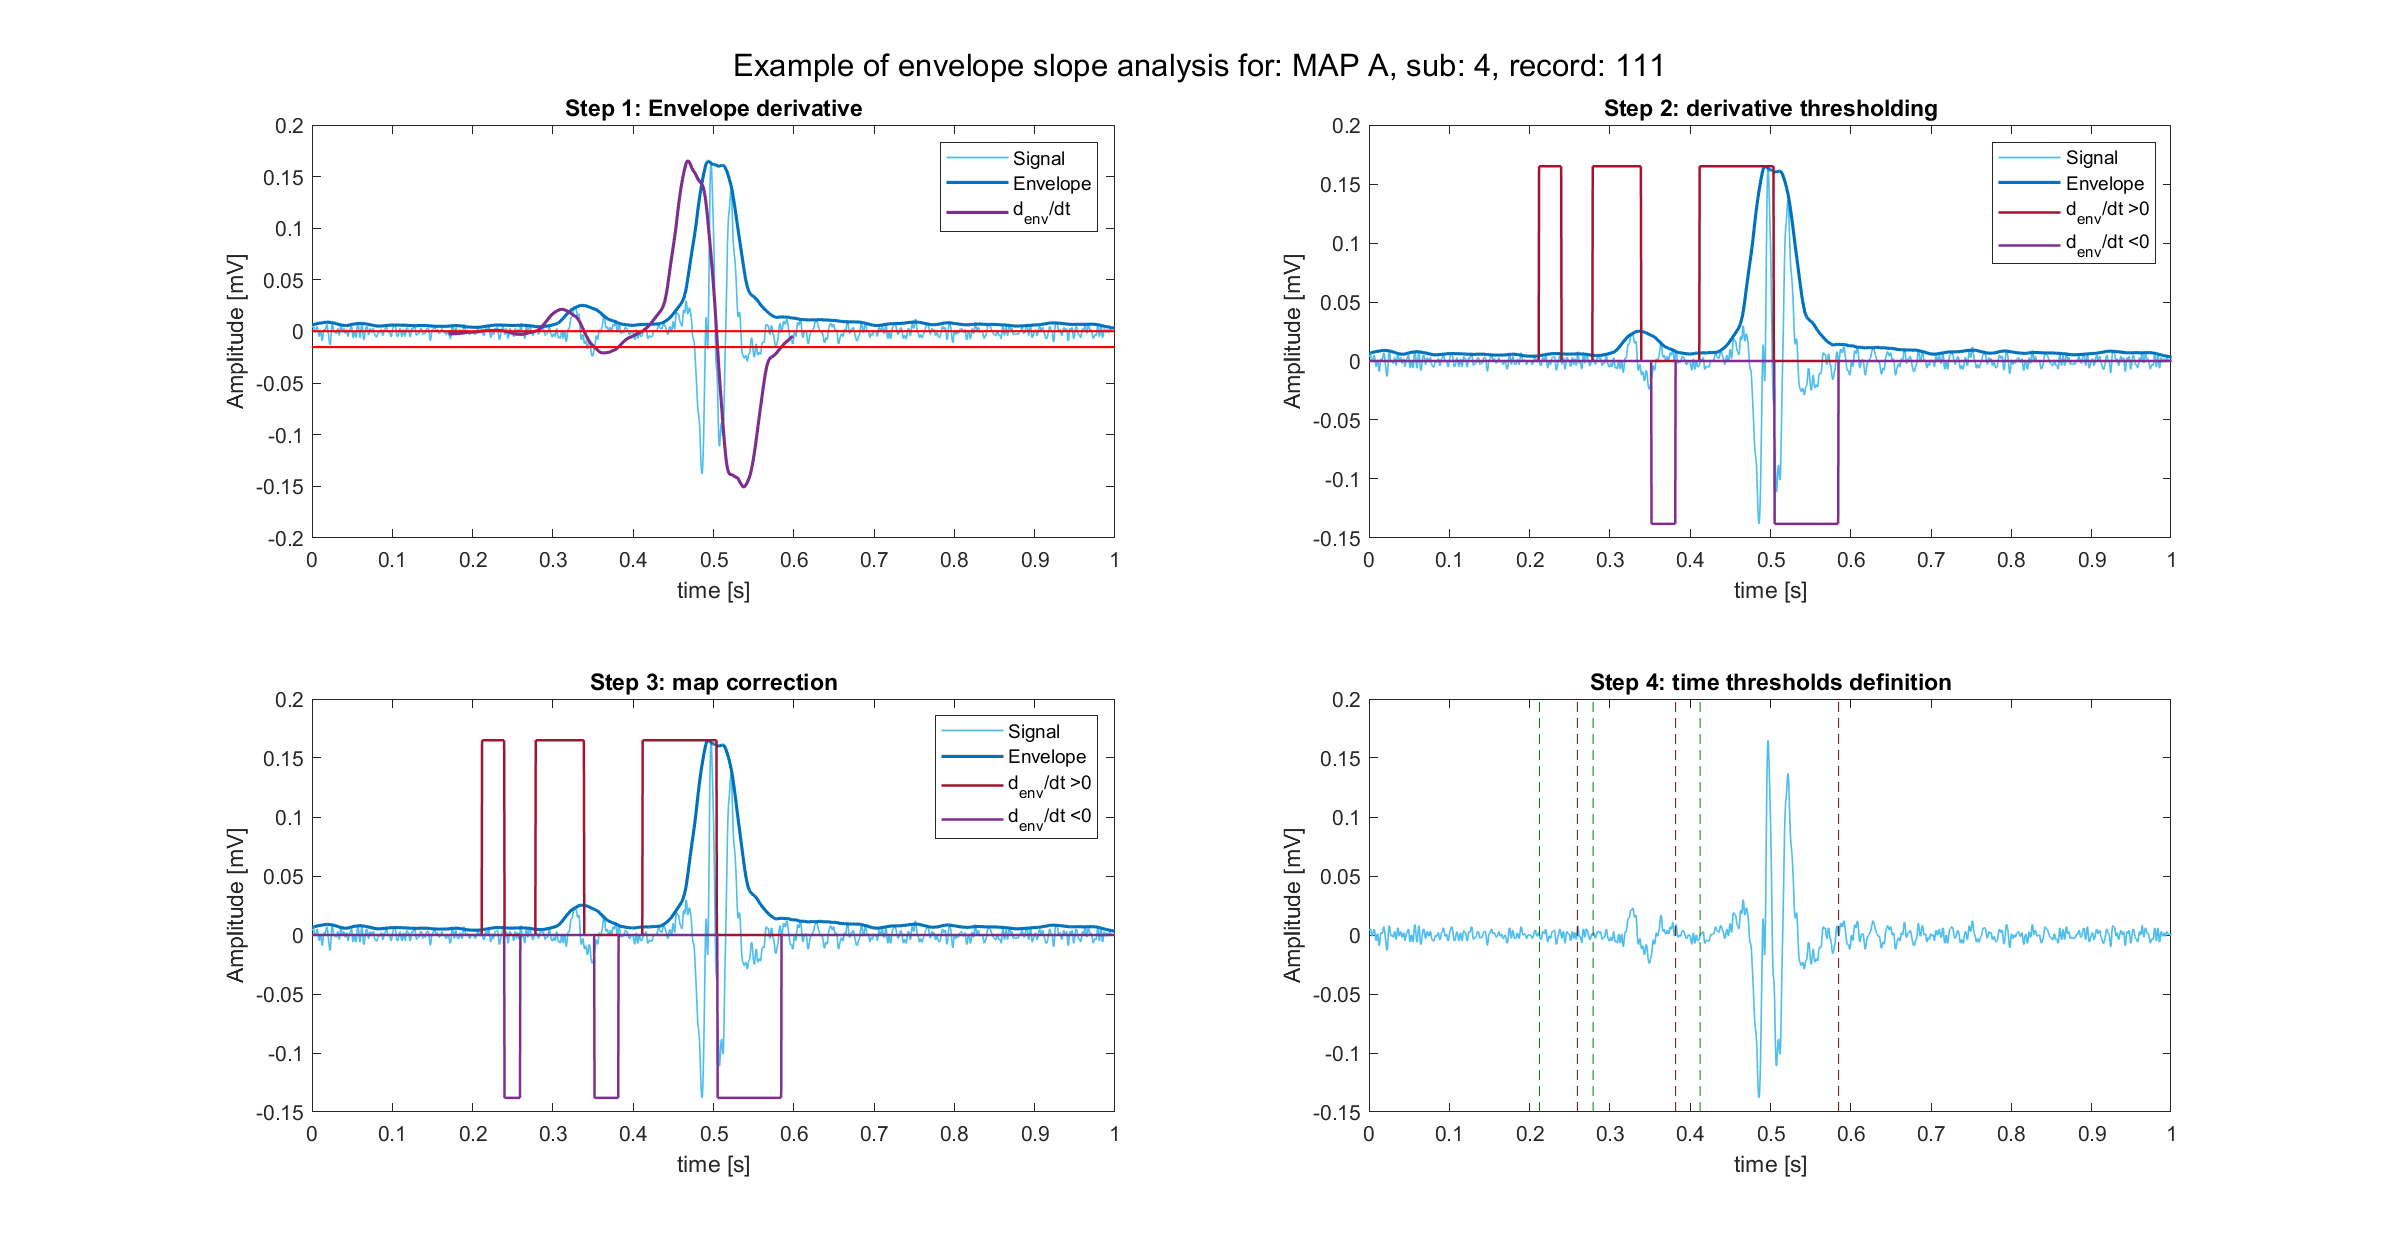 Example of envelope slope analysis for: MAP A, sub: 4, record: 111
Step 1: Envelope derivative
0.2
0.15
0.1
0.05
0
-0.05
-0.1
-0.15
-0.2
Amplitude [mV]
0 0.1 0.2 0.3 0.4 0.5 0.6 0.7 0.8 0.9 1
time [s]
Signal
Envelope
d_env/dt
Step 2: derivative thresholding
0.2
0.15
0.1
0.05
0
-0.05
-0.1
-0.15
Amplitude [mV]
0 0.1 0.2 0.3 0.4 0.5 0.6 0.7 0.8 0.9 1
time [s]
Signal
Envelope
d_env/dt >0
d_env/dt <0
Step 3: map correction
0.2
0.15
0.1
0.05
0
-0.05
-0.1
-0.15
Amplitude [mV]
0 0.1 0.2 0.3 0.4 0.5 0.6 0.7 0.8 0.9 1
time [s]
Signal
Envelope
d_env/dt >0
d_env/dt <0
Step 4: time thresholds definition
0.2
0.15
0.1
0.05
0
-0.05
-0.1
-0.15
Amplitude [mV]
0 0.1 0.2 0.3 0.4 0.5 0.6 0.7 0.8 0.9 1
time [s]